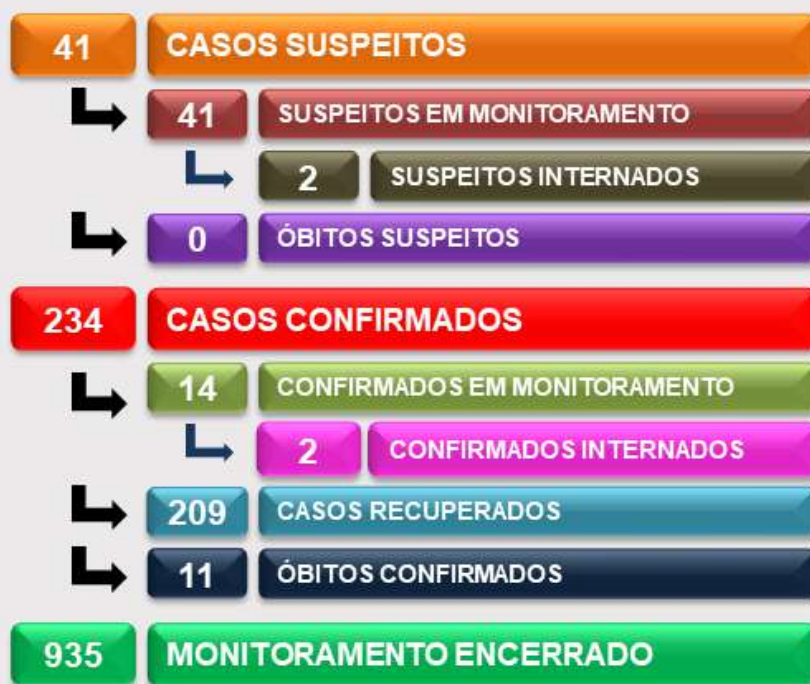 41 CASOS SUSPEITOS
41 SUSPEITOS EM MONITORAMENTO
2 SUSPEITOS INTERNADOS
0 ÓBITOS SUSPEITOS
234 CASOS CONFIRMADOS
14 CONFIRMADOS EM MONITORAMENTO
2 CONFIRMADOS INTERNADOS
209 CASOS RECUPERADOS
11 ÓBITOS CONFIRMADOS
935 MONITORAMENTO ENCERRADO